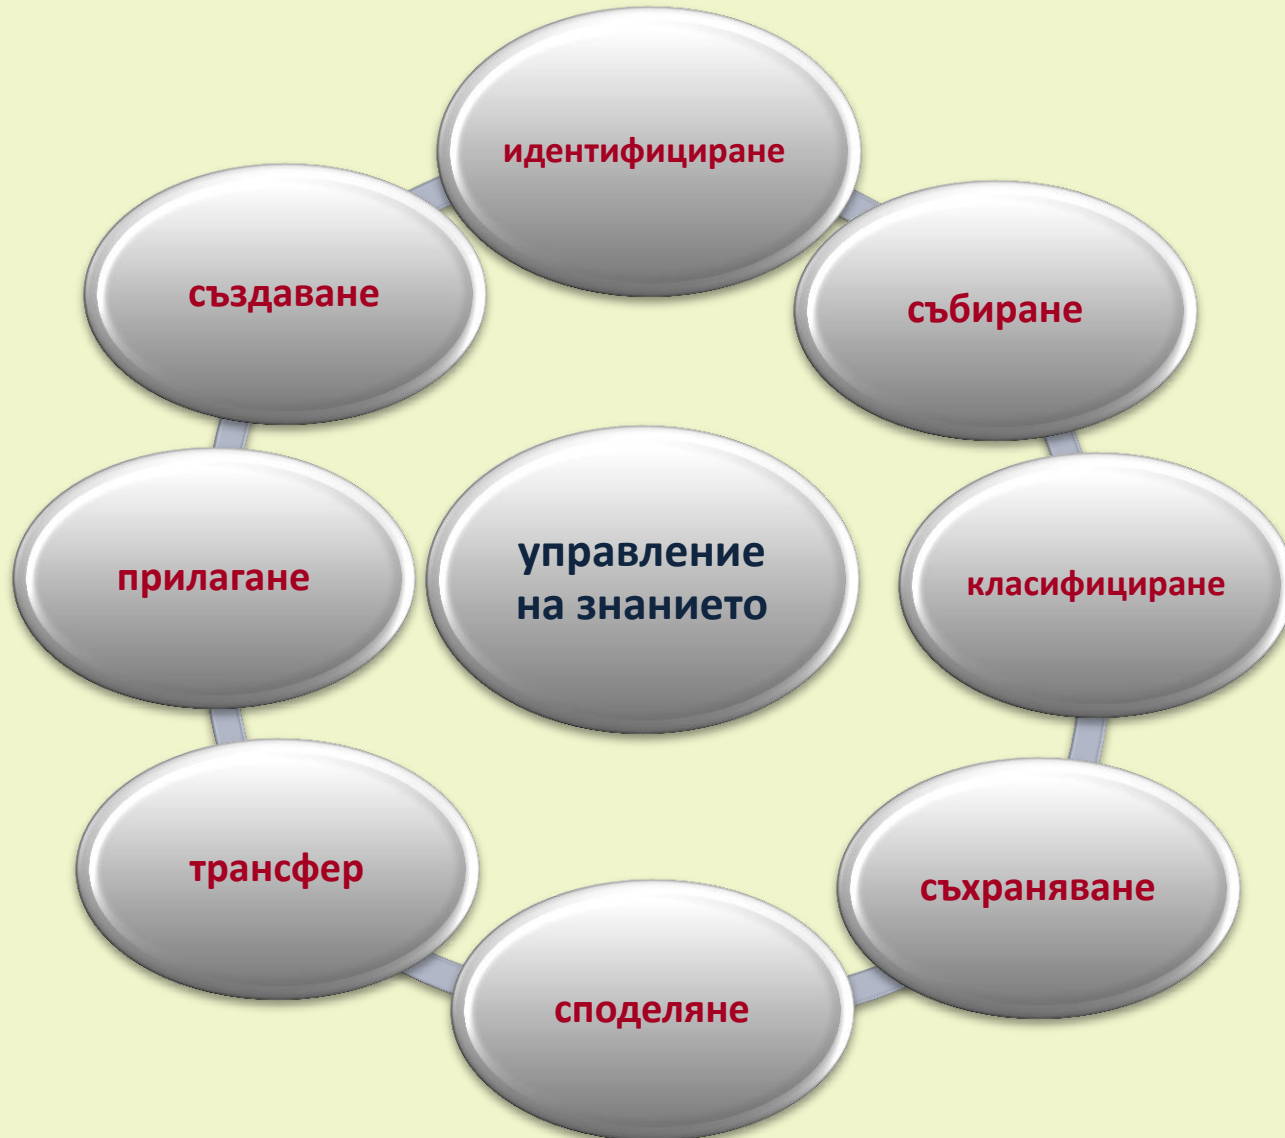 идентифициране
създаване
събиране
управление
на знанието
прилагане
класифициране
трансфер
съхраняване
споделяне